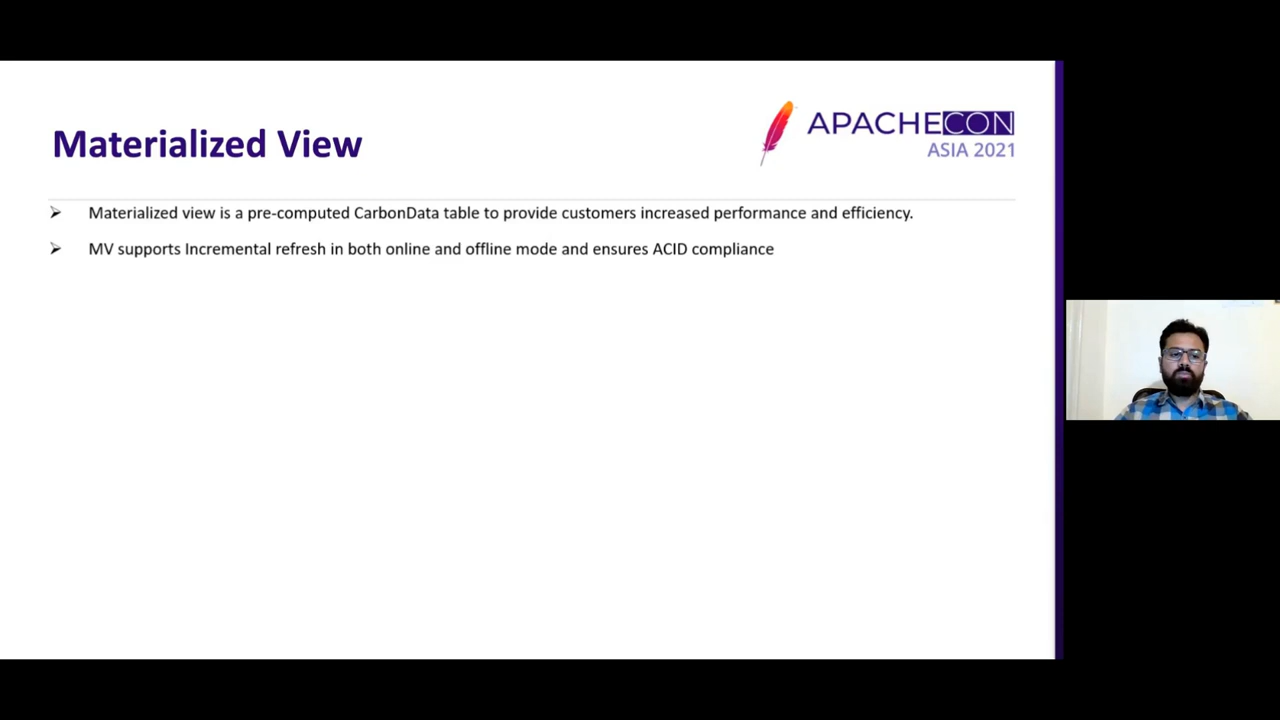 Materialized View
APACHECON
ASIA 2021
➢ Materialized view is a pre-computed CarbonData table to provide customers increased performance and efficiency.
➢ MV supports Incremental refresh in both online and offline mode and ensures ACID compliance